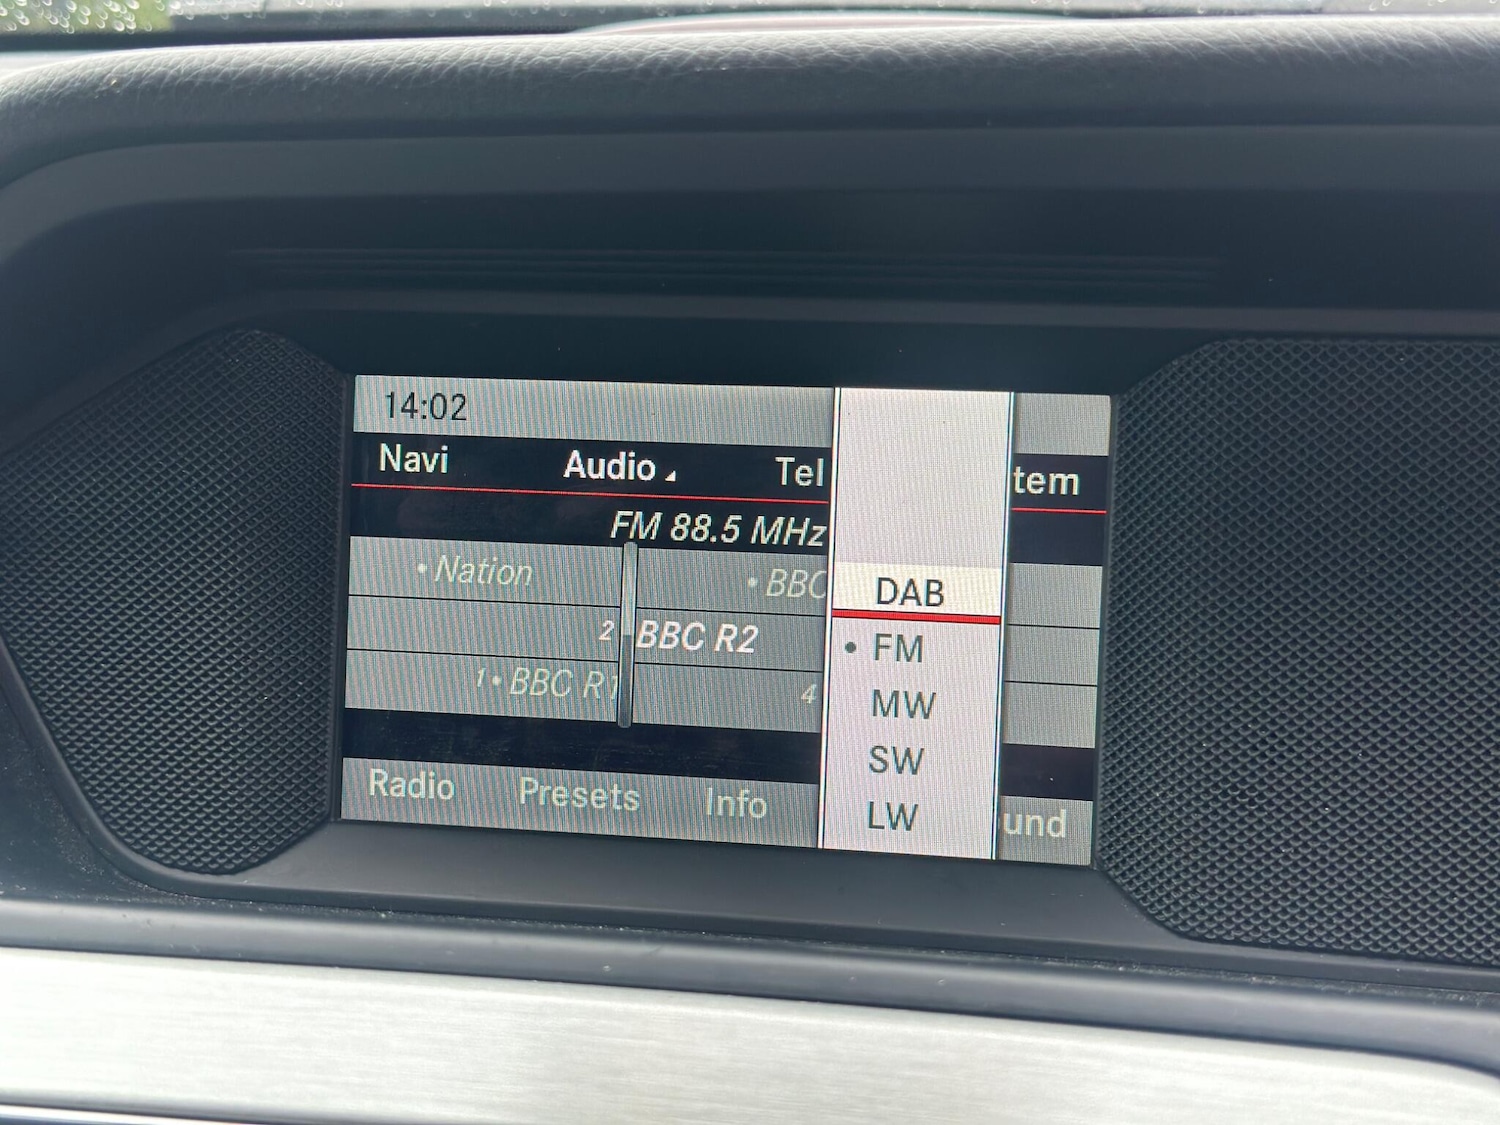 14:02
Navi Audio Tel tem
FM 88.5 MHz
• Nation • BBC
2 BBC R2
1 • BBC R1 4
Radio Presets Info und
DAB
• FM
MW
SW
LW